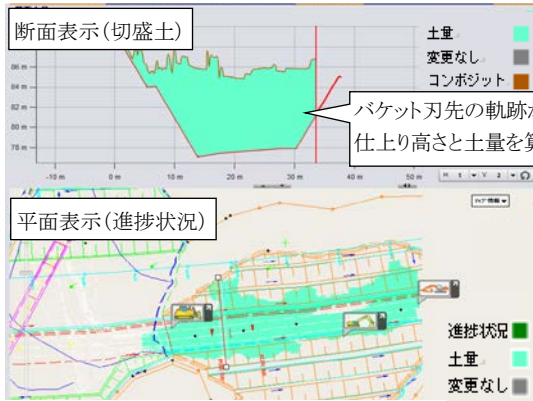 断面表示(切盛土)
土量
変更なし
コンポジット
86 m
84 m
82 m
80 m
78 m
バケット刃先の軌跡か
仕上り高さと土量を算
-10 m 0 m 10 m 20 m 30 m 40 m 50 m
H: 1 V: 2
平面表示(進捗状況)
進捗状況
土量
変更なし